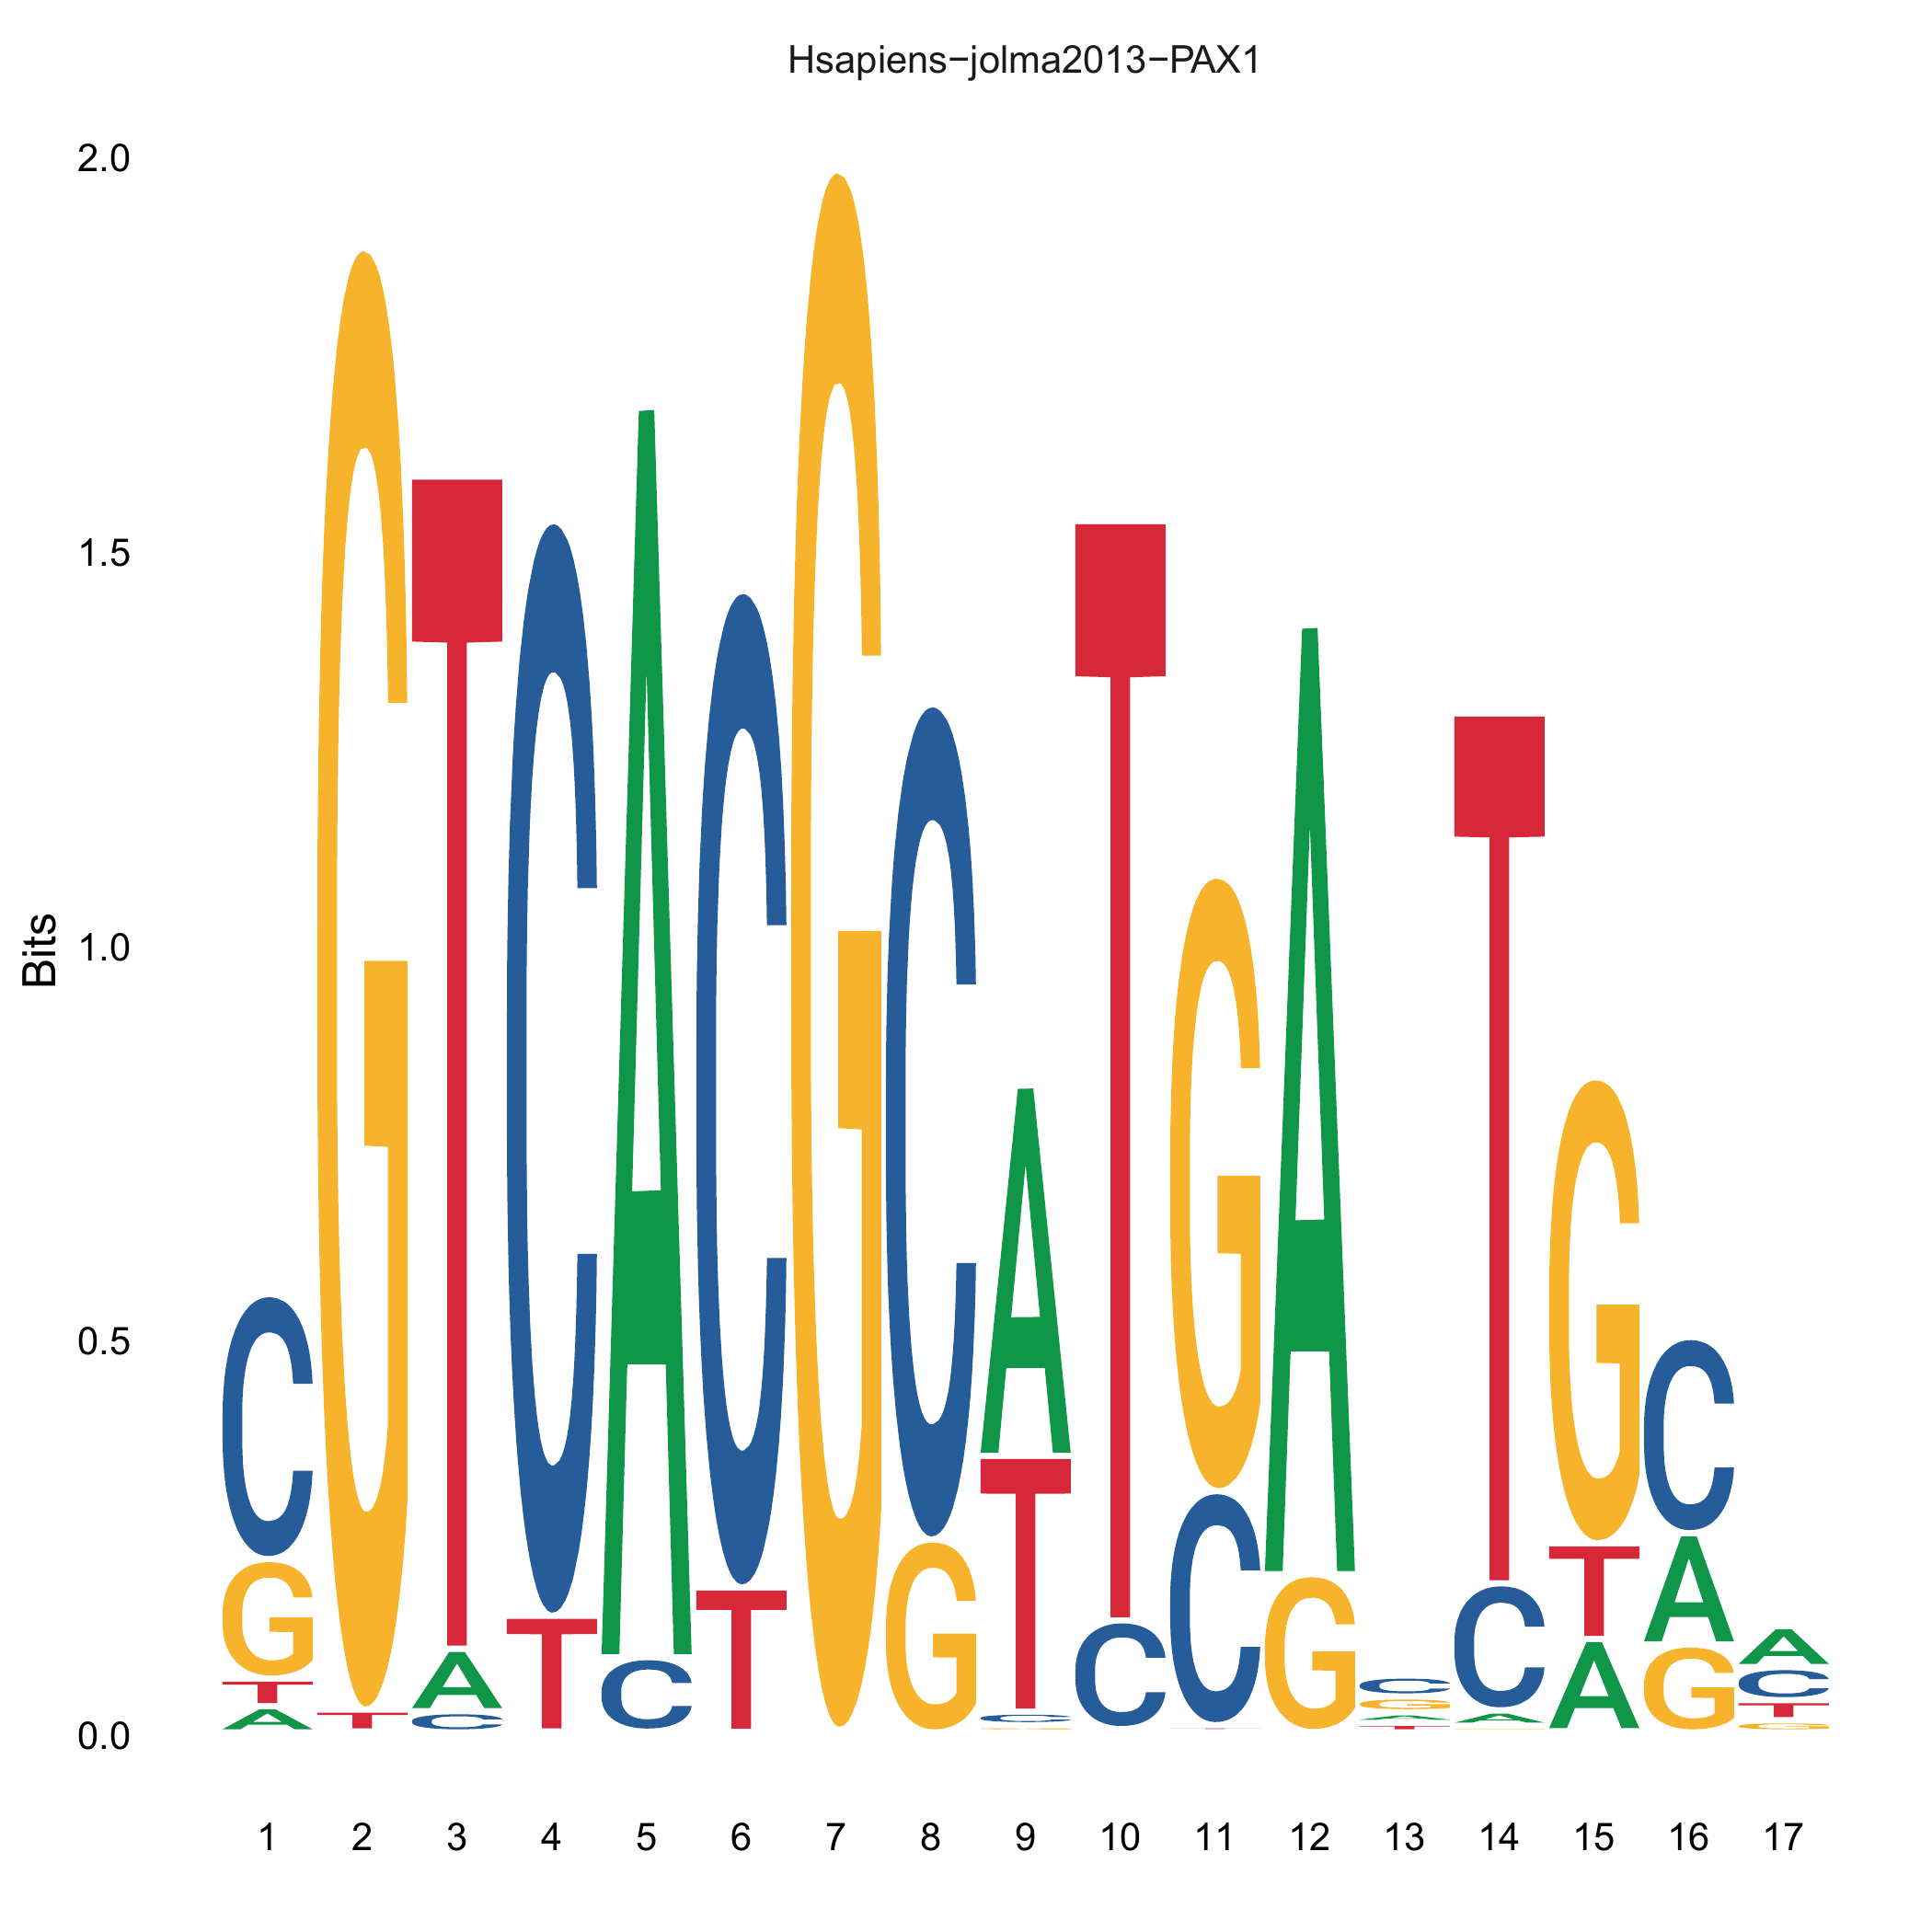 Hsapiens−jolma2013−PAX1
2.0
1.5
1.0
0.5
0.0
Bits
C G T A
G T
T A C
C T
A C
C T
G
C G
A T C G
T C
G C T
A G
C G A T
T C A
G T A
C A G
A C T G
1 2 3 4 5 6 7 8 9 10 11 12 13 14 15 16 17